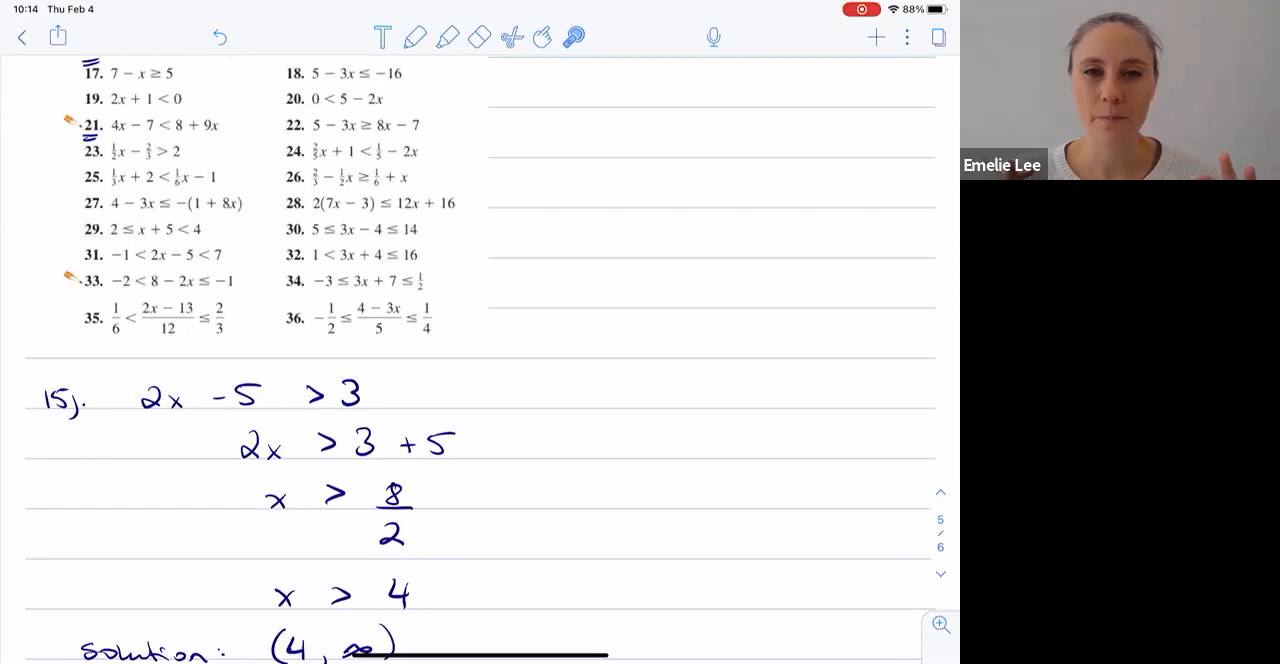 10:14 Thu Feb 4
88%
17. 7 − x ≥ 5
18. 5 − 3x ≤ −16
19. 2x + 1 < 0
20. 0 < 5 − 2x
21. 4x − 7 < 8 + 9x
22. 5 − 3x ≥ 8x − 7
23. 1/2x − 2/3 > 2
24. 2/5x + 1 < 1/5 − 2x
25. 1/3x + 2 < 1/6x − 1
26. 2/3 − 1/2x ≥ 1/6 + x
27. 4 − 3x ≤ −(1 + 8x)
28. 2(7x − 3) ≤ 12x + 16
29. 2 ≤ x + 5 < 4
30. 5 ≤ 3x − 4 ≤ 14
31. −1 < 2x − 5 < 7
32. 1 < 3x + 4 ≤ 16
33. −2 < 8 − 2x ≤ −1
34. −3 ≤ 3x + 7 ≤ 1/2
35. 1/6 < (2x − 13)/12 ≤ 2/3
36. −1/2 ≤ (4 − 3x)/5 ≤ 1/4
15). 2x − 5 > 3
2x > 3 + 5
x > 8/2
x > 4
solution: (4, ∞)
5
/
6
T
Emelie Lee